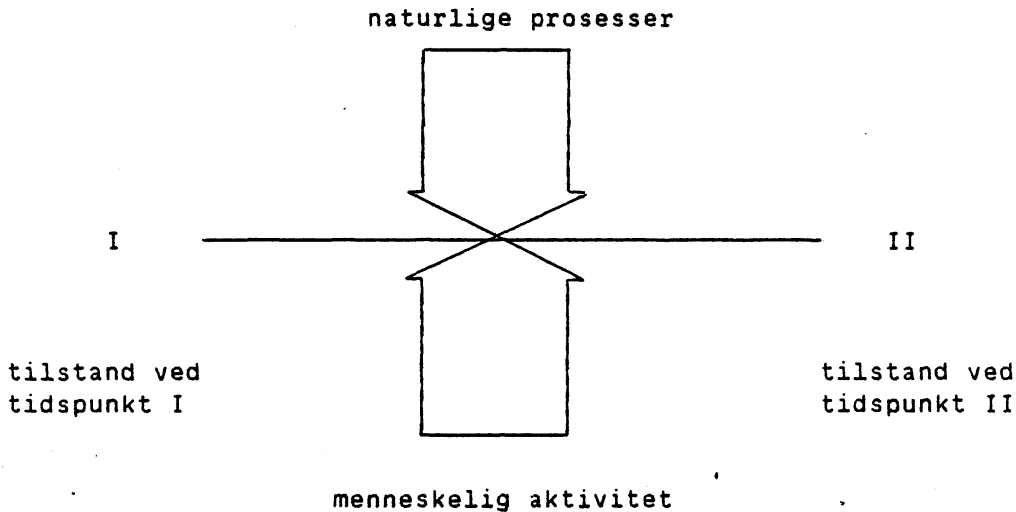 naturlige prosesser
I
II
tilstand ved
tidspunkt I
tilstand ved
tidspunkt II
menneskelig aktivitet